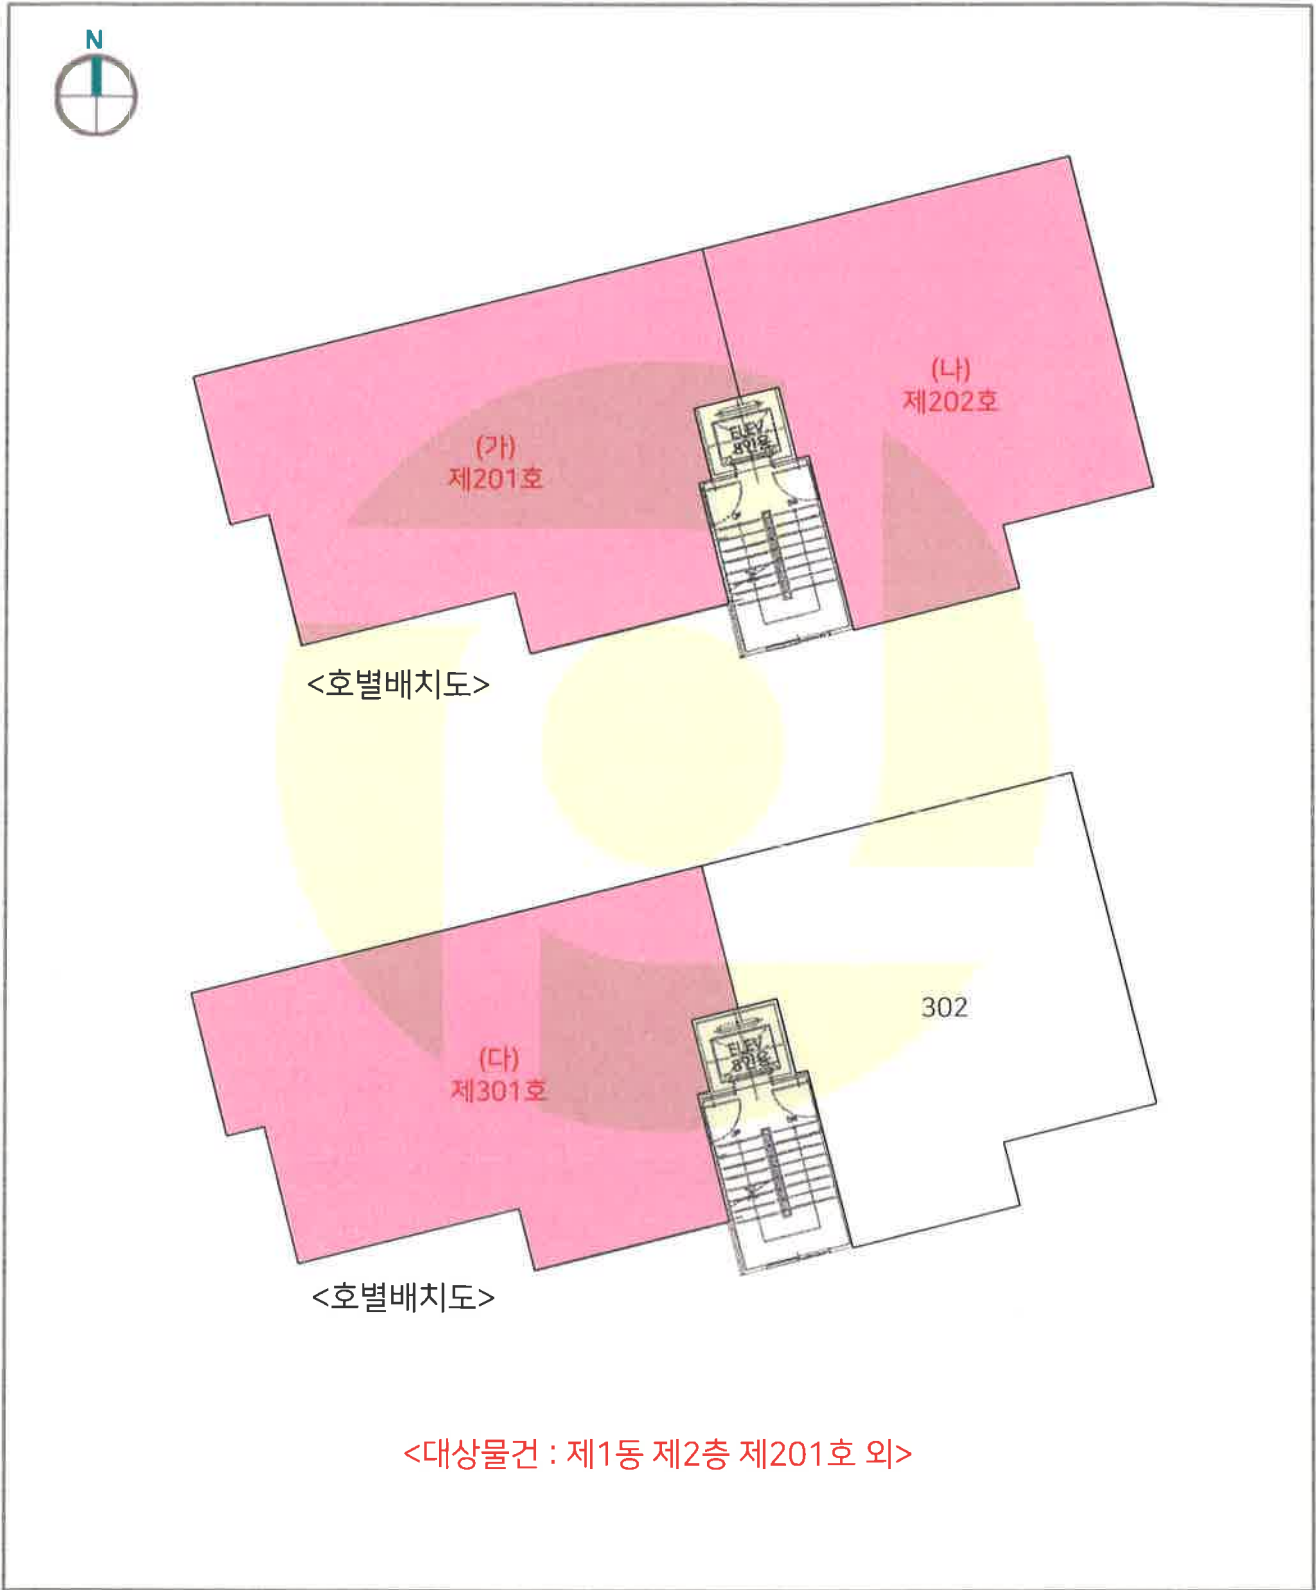 N
(나)
제202호
(가)
제201호
ELEV.
8인용
<호별배치도>
302
(다)
제301호
ELEV.
8인용
<호별배치도>
<대상물건 : 제1동 제2층 제201호 외>